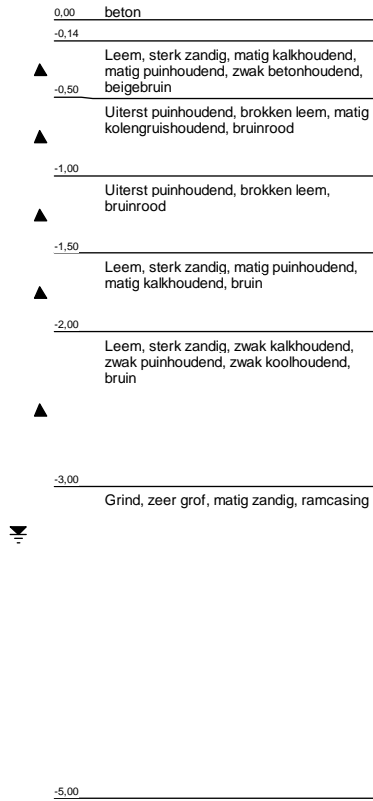 0,00 beton
-0,14
Leem, sterk zandig, matig kalkhoudend,
matig puinhoudend, zwak betonhoudend,
beigebruin
-0,50
Uiterst puinhoudend, brokken leem, matig
kolengruishoudend, bruinrood
-1,00
Uiterst puinhoudend, brokken leem,
bruinrood
-1,50
Leem, sterk zandig, matig puinhoudend,
matig kalkhoudend, bruin
-2,00
Leem, sterk zandig, zwak kalkhoudend,
zwak puinhoudend, zwak koolhoudend,
bruin
-3,00
Grind, zeer grof, matig zandig, ramcasing
-5,00